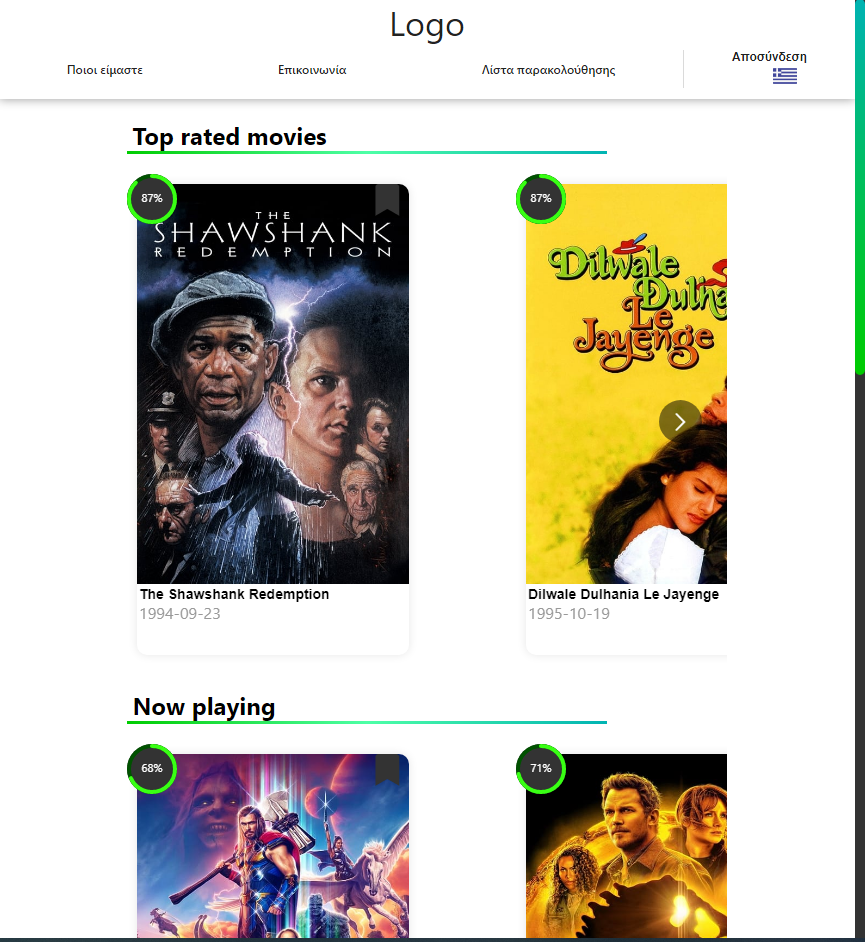 Logo
Ποιοι είμαστε
Επικοινωνία
Λίστα παρακολούθησης
Αποσύνδεση
Top rated movies
87%
THE
SHAWSHANK
REDEMPTION
The Shawshank Redemption
1994-09-23
87%
Dilwale
Dulha
Le
Jayenge
Dilwale Dulhania Le Jayenge
1995-10-19
Now playing
68%
71%